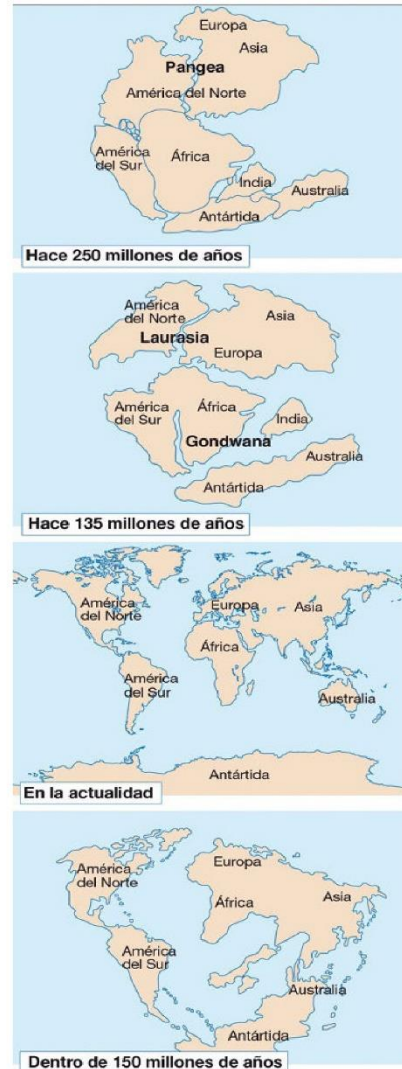 Europa
Asia
Pangea
América del Norte
América
del Sur
África
India
Australia
Antártida
Hace 250 millones de años
América
del Norte
Asia
Laurasia
Europa
América
del Sur
África
India
Gondwana
Australia
Antártida
Hace 135 millones de años
América
del Norte
Europa
Asia
África
América
del Sur
Australia
Antártida
En la actualidad
América
del Norte
Europa
África
Asia
América
del Sur
Australia
Antártida
Dentro de 150 millones de años